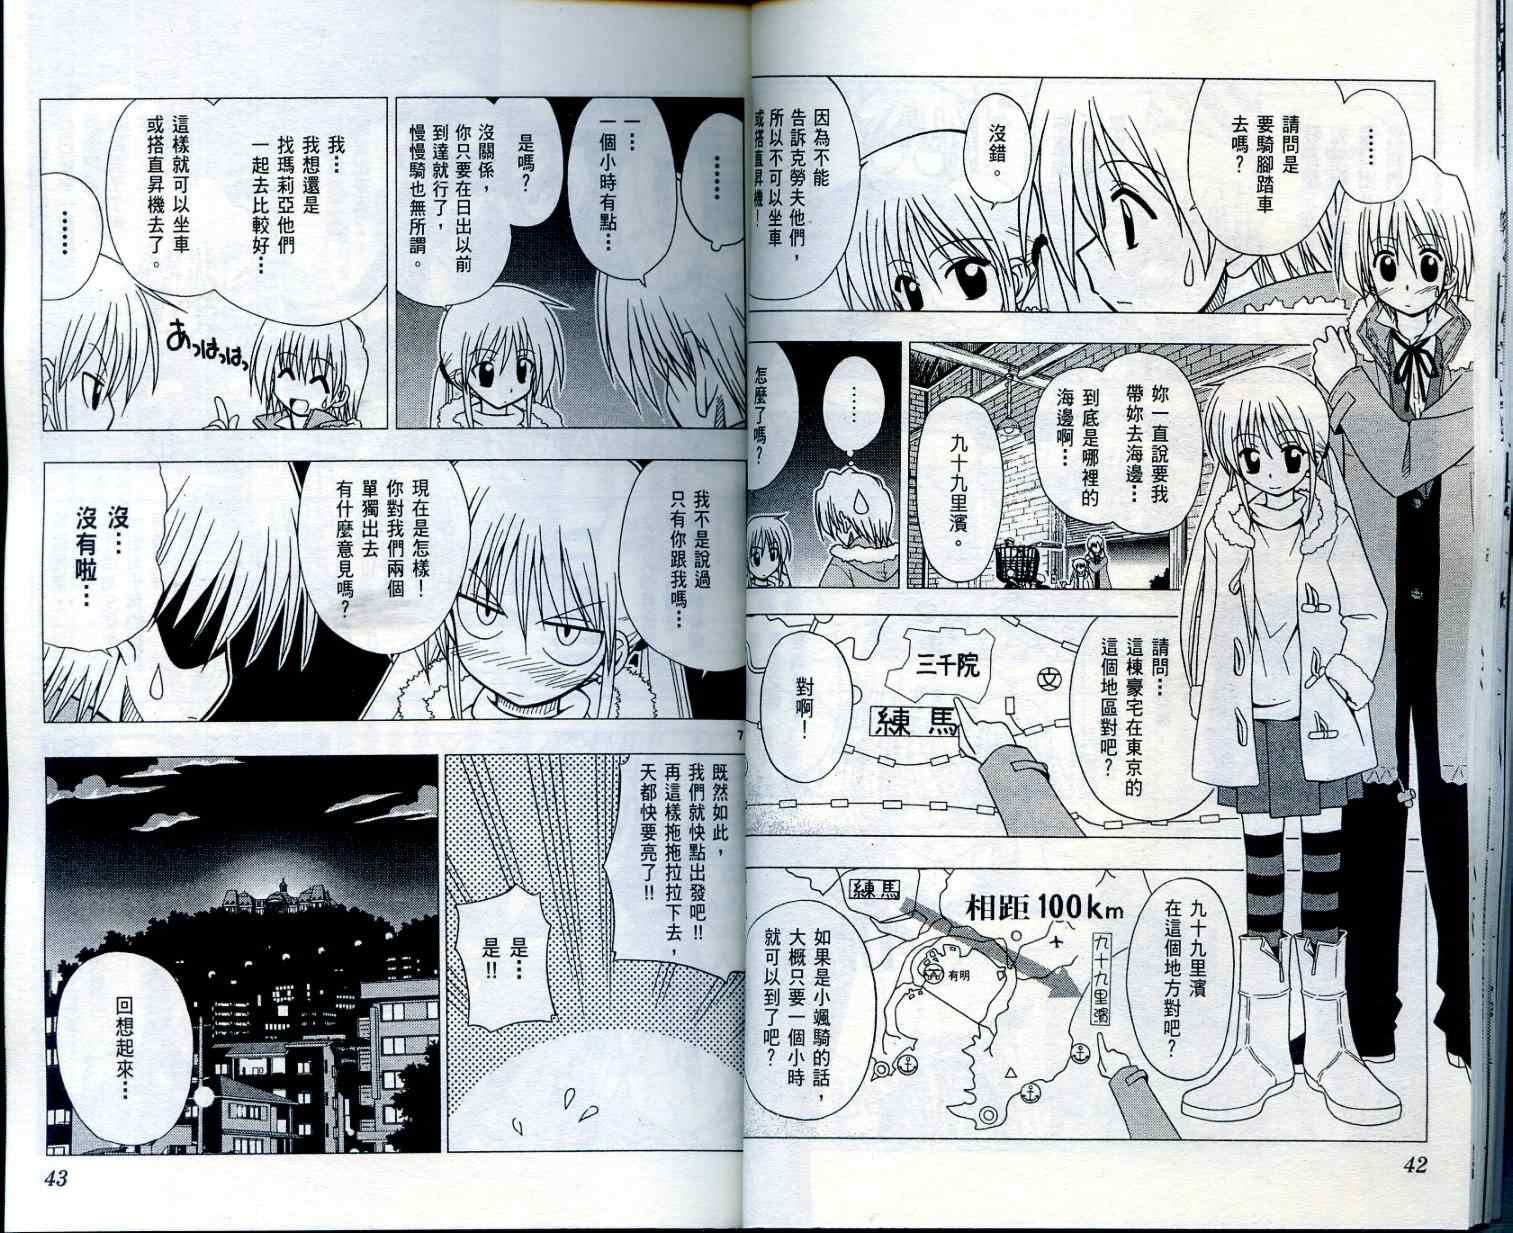 ……
請問是
要騎腳踏車
去嗎？
沒錯。
因為不能
告訴克勞夫他們，
所以不可以坐車
或搭直昇機！
妳一直說要我
帶妳去海邊…
到底是哪裡的
海邊啊…
九十九里濱。
……
怎麼了嗎？
請問…
這棟豪宅在東京的
這個地區對吧？
三千院
文
練馬
對啊！
九十九里濱
在這個地方對吧？
練馬
相距100km
九十九里濱
有明
如果是小颯騎的話，
大概只要一個小時
就可以到了吧？
42
……
一…
一個小時有點…
是嗎？
沒關係，
你只要在日出以前
到達就行了，
慢慢騎也無所謂。
我…
我想還是
找瑪莉亞他們
一起去比較好…
這樣就可以坐車
或搭直昇機去了。
あっはっはっ
……
我不是說過
只有你跟我嗎…
現在是怎樣！
你對我們兩個
單獨出去
有什麼意見嗎？
沒…
沒有啦…
7
既然如此，
我們就快點出發吧!!
再這樣拖拖拉拉下去，
天都快要亮了!!
是…
是!!
回想起來…
43